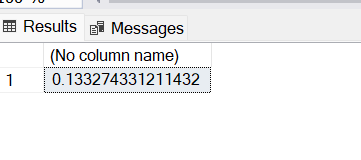 Results Messages
(No column name)
1 0.133274331211432